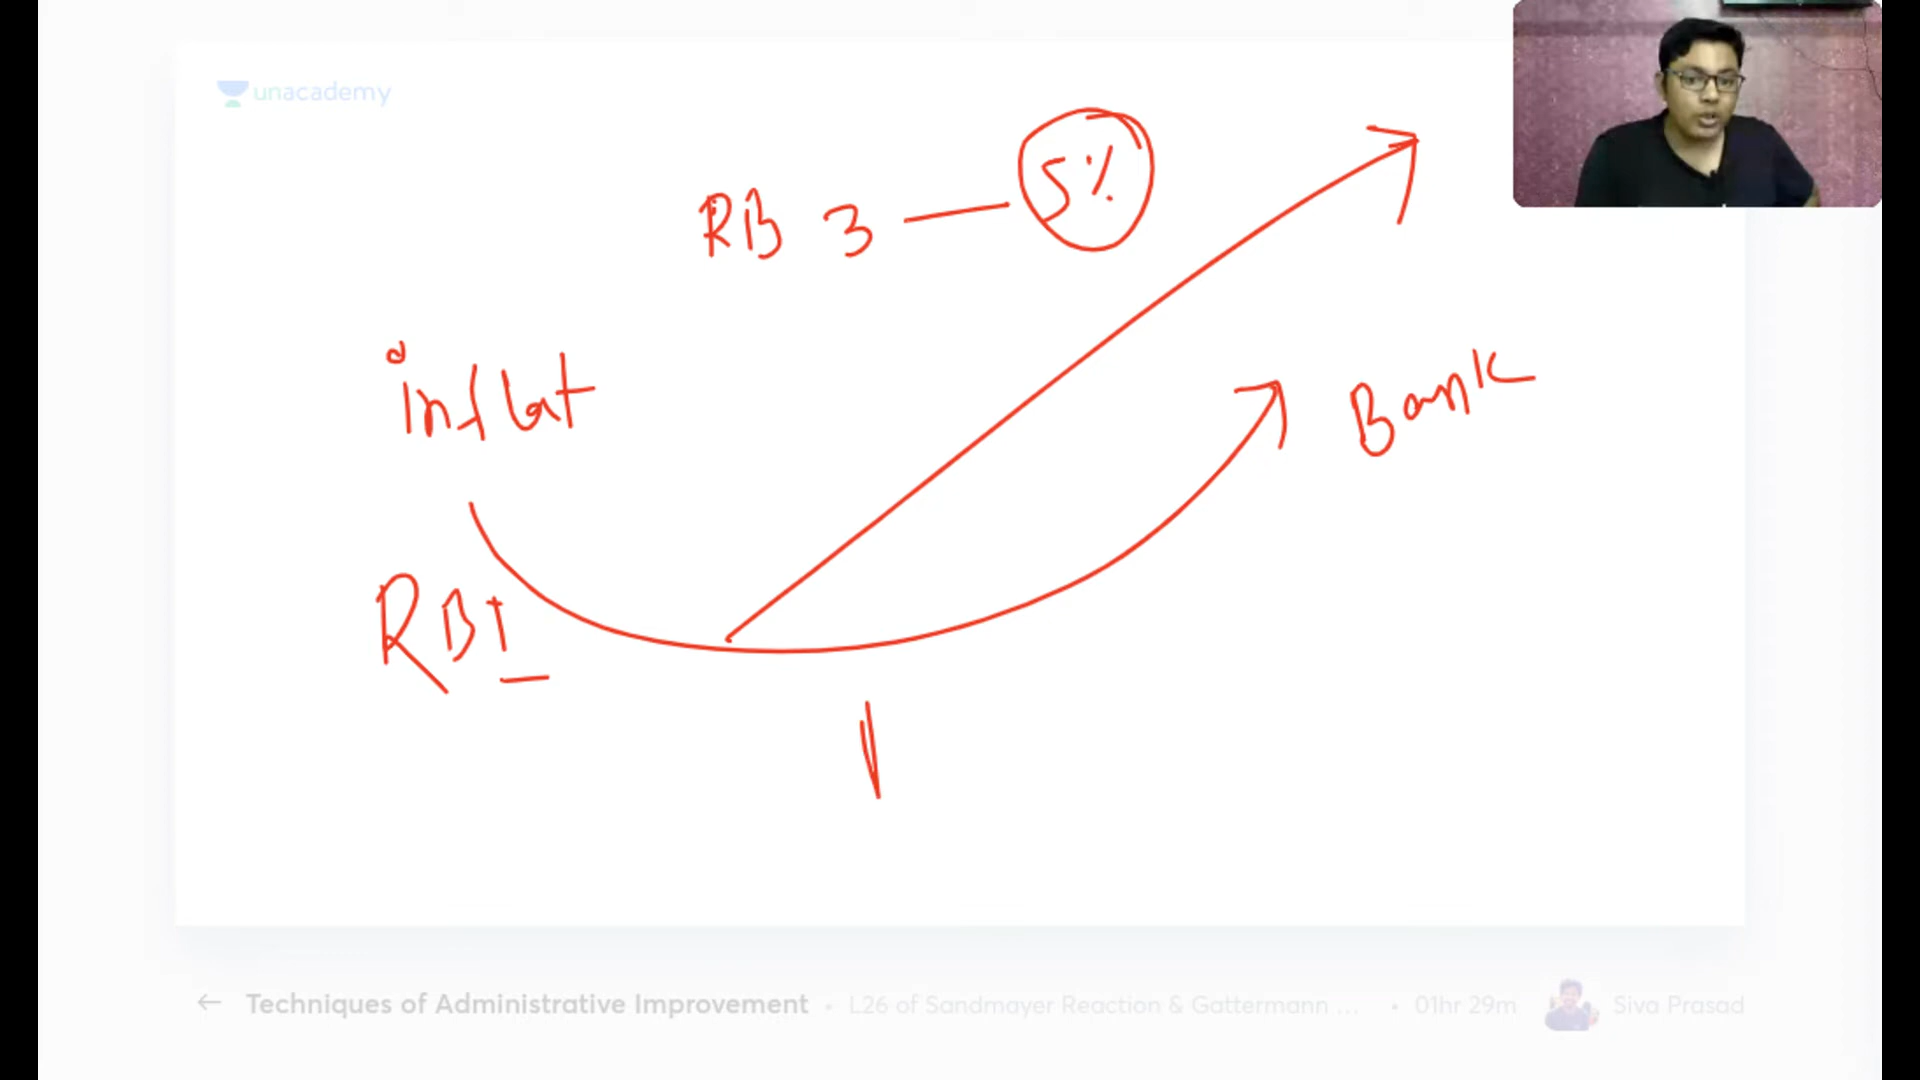 unacademy
RB 3 — 5%
inflat
Bank
RBI
← Techniques of Administrative Improvement • L26 of Sandmayer Reaction & Gattermann ... • 01hr 29m Siva Prasad